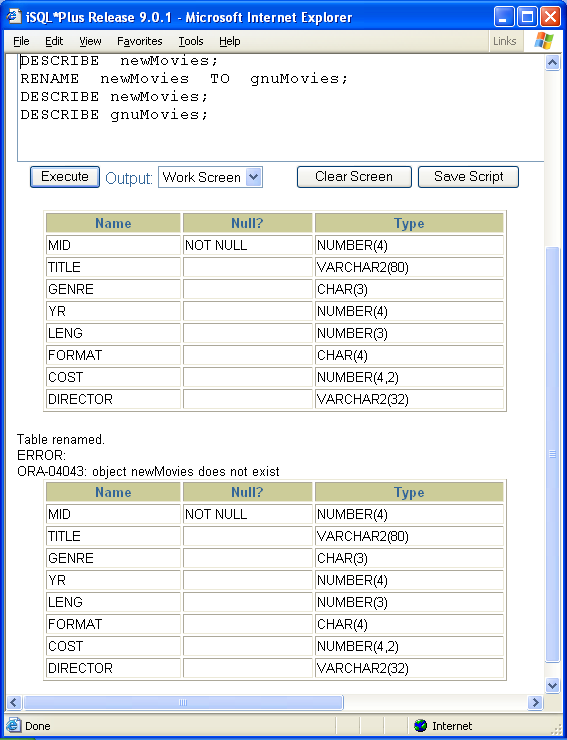 iSQL*Plus Release 9.0.1 - Microsoft Internet Explorer
File Edit View Favorites Tools Help Links
DESCRIBE newMovies;
RENAME newMovies TO gnuMovies;
DESCRIBE newMovies;
DESCRIBE gnuMovies;
Execute Output: Work Screen Clear Screen Save Script
Name Null? Type
MID NOT NULL NUMBER(4)
TITLE VARCHAR2(80)
GENRE CHAR(3)
YR NUMBER(4)
LENG NUMBER(3)
FORMAT CHAR(4)
COST NUMBER(4,2)
DIRECTOR VARCHAR2(32)
Table renamed.
ERROR:
ORA-04043: object newMovies does not exist
Name Null? Type
MID NOT NULL NUMBER(4)
TITLE VARCHAR2(80)
GENRE CHAR(3)
YR NUMBER(4)
LENG NUMBER(3)
FORMAT CHAR(4)
COST NUMBER(4,2)
DIRECTOR VARCHAR2(32)
Done Internet